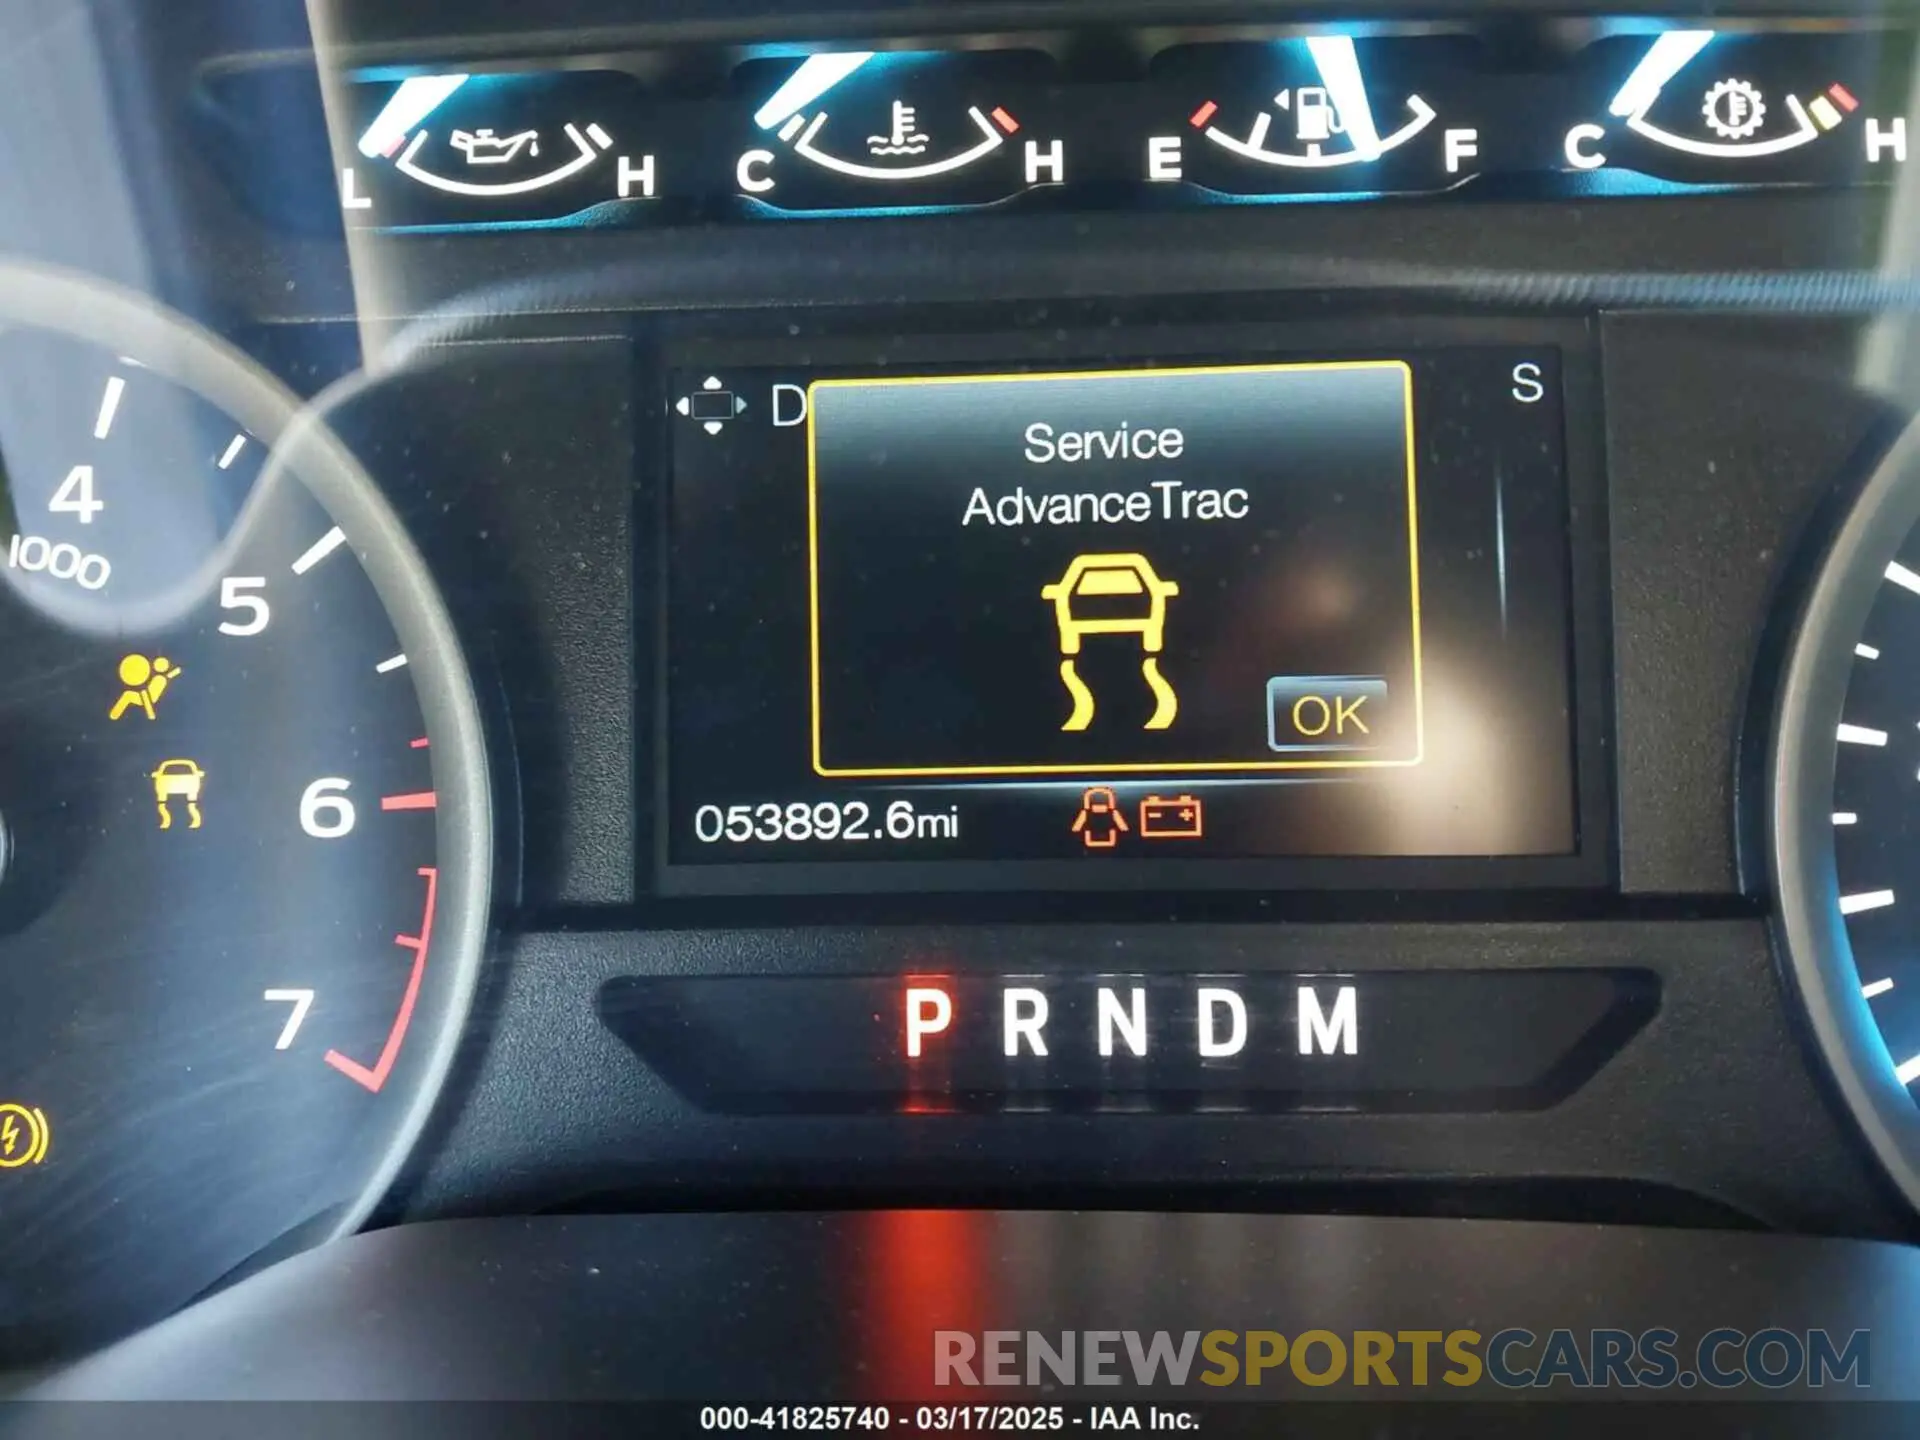 L H C H E F C H
D
S
Service
AdvanceTrac
OK
4
1000
5
6
7
053892.6mi
P R N D M
RENEWSPORTSCARS.COM
000-41825740 - 03/17/2025 - IAA Inc.